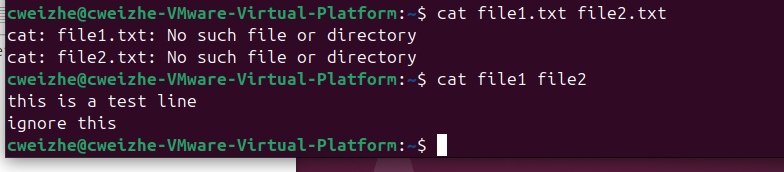 cweizhe@cweizhe-VMware-Virtual-Platform:~$ cat file1.txt file2.txt
cat: file1.txt: No such file or directory
cat: file2.txt: No such file or directory
cweizhe@cweizhe-VMware-Virtual-Platform:~$ cat file1 file2
this is a test line
ignore this
cweizhe@cweizhe-VMware-Virtual-Platform:~$